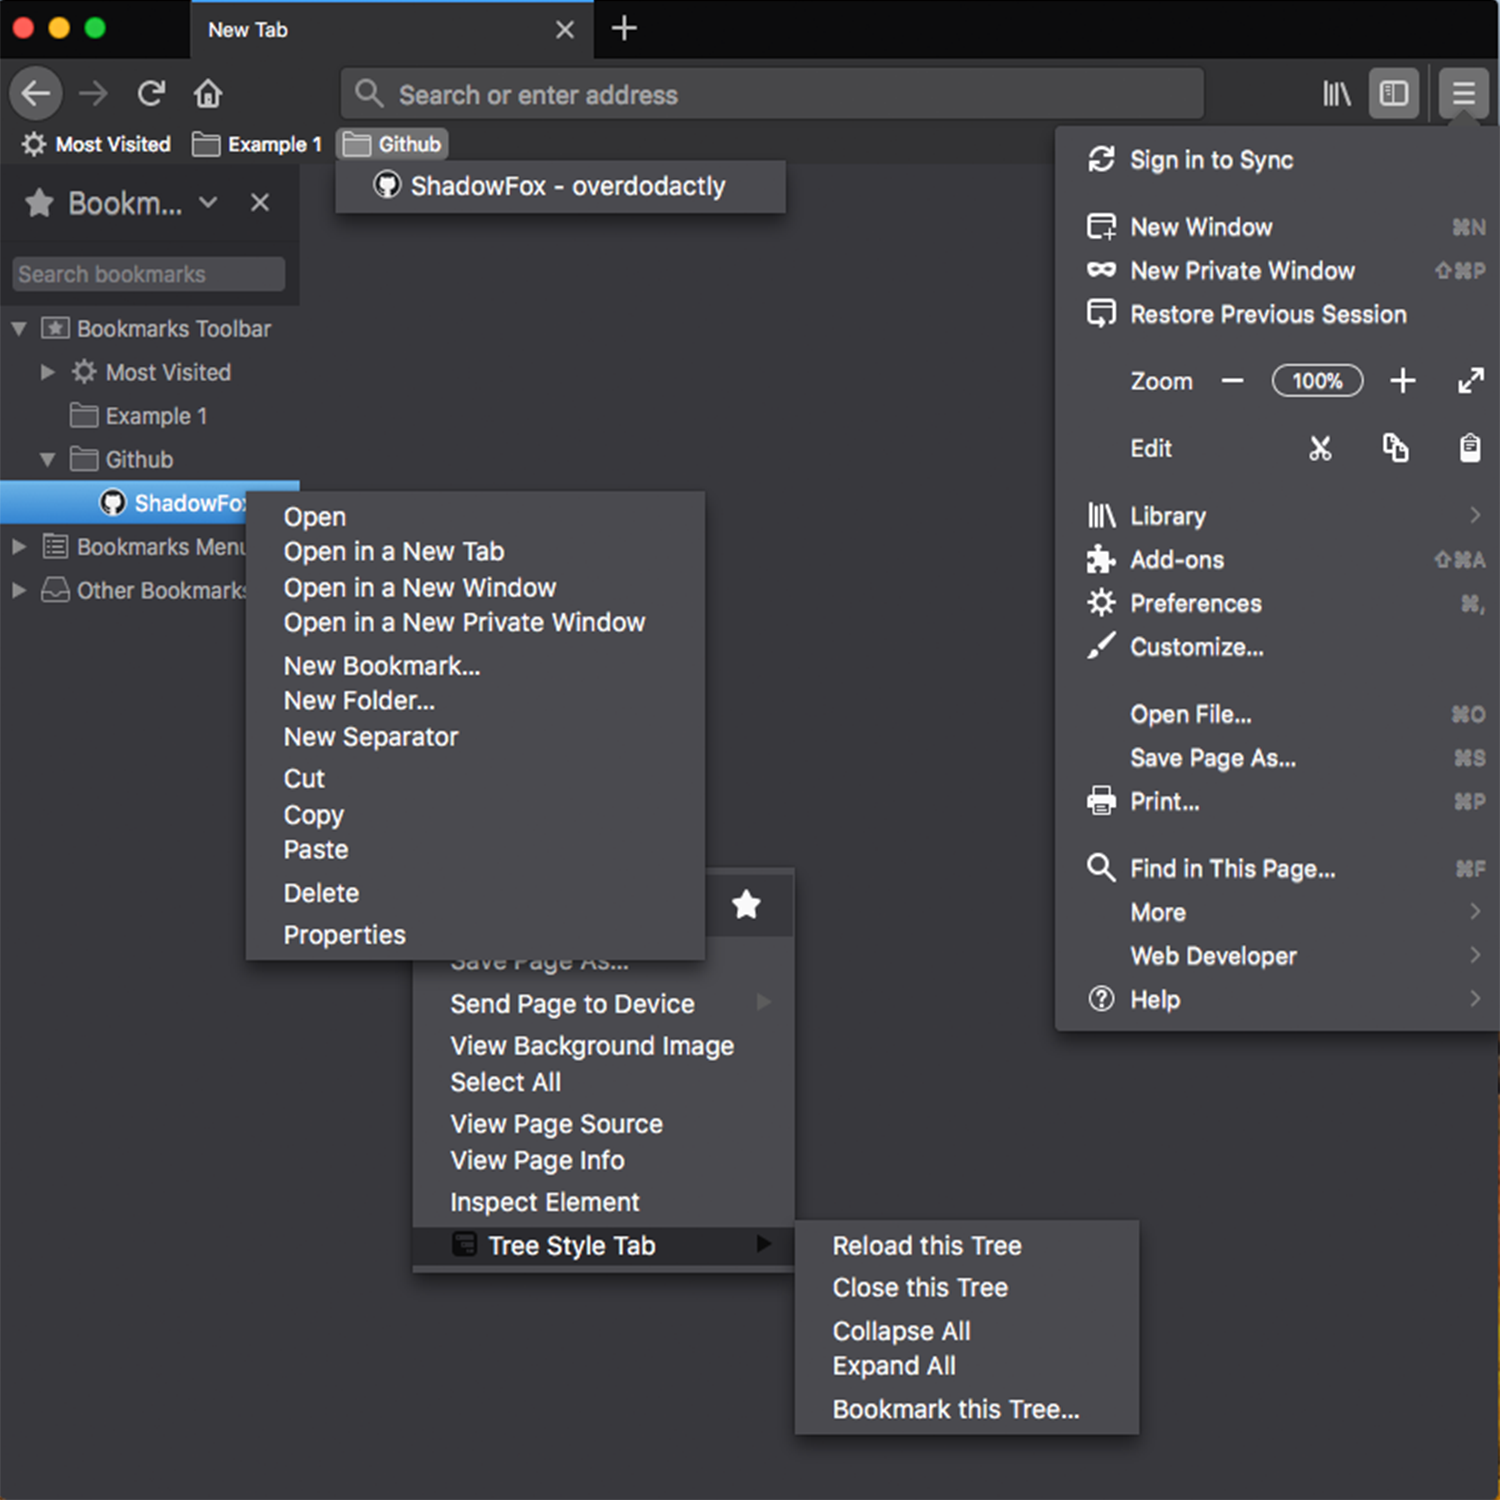 New Tab
Search or enter address
Most Visited
Example 1
Github
ShadowFox - overdodactly
Bookm...
Search bookmarks
Bookmarks Toolbar
Most Visited
Example 1
Github
ShadowFox
Bookmarks Menu
Other Bookmarks
Open
Open in a New Tab
Open in a New Window
Open in a New Private Window
New Bookmark...
New Folder...
New Separator
Cut
Copy
Paste
Delete
Properties
Save Page As...
Send Page to Device
View Background Image
Select All
View Page Source
View Page Info
Inspect Element
Tree Style Tab
Reload this Tree
Close this Tree
Collapse All
Expand All
Bookmark this Tree...
Sign in to Sync
New Window ⌘N
New Private Window ⇧⌘P
Restore Previous Session
Zoom 100%
Edit
Library
Add-ons ⇧⌘A
Preferences ⌘,
Customize...
Open File... ⌘O
Save Page As... ⌘S
Print... ⌘P
Find in This Page... ⌘F
More
Web Developer
Help